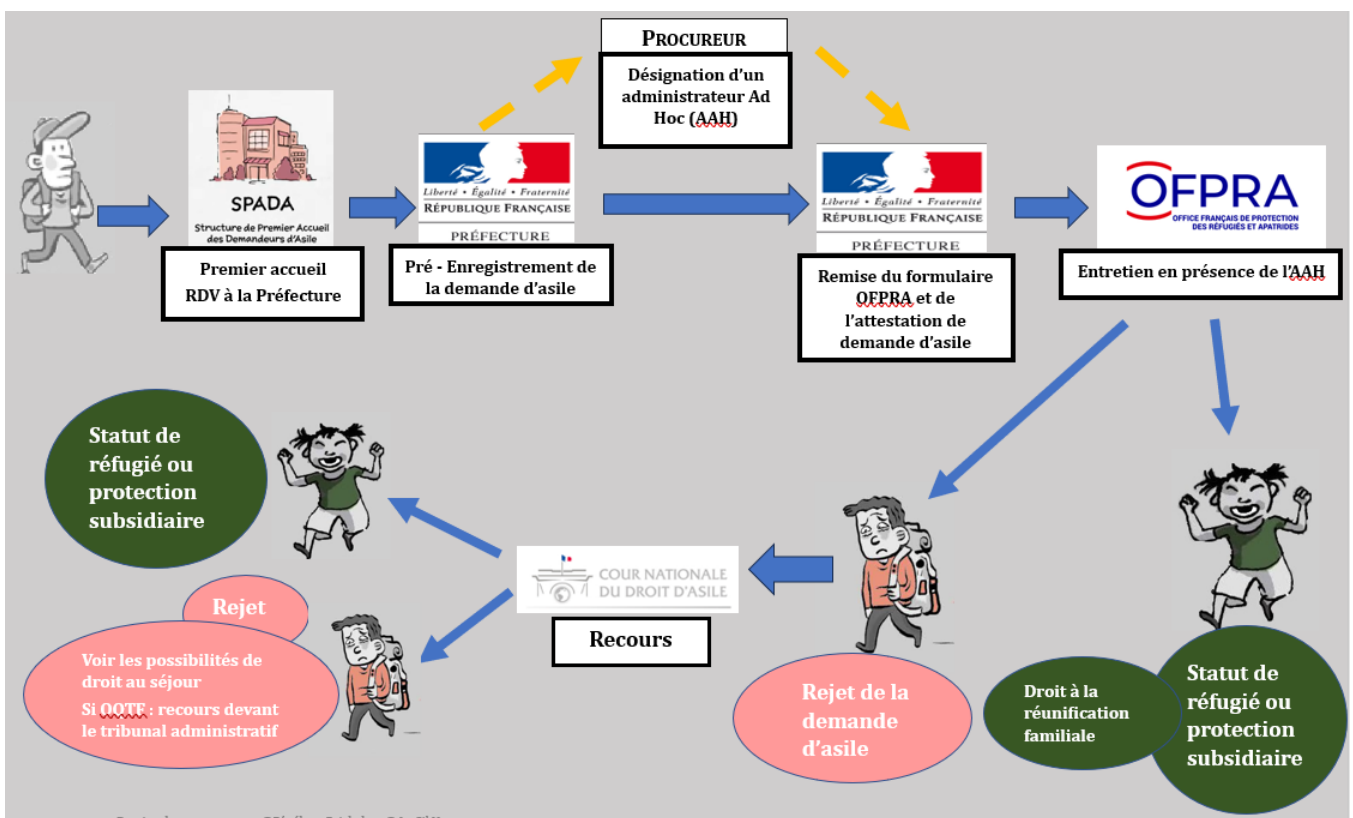 PROCUREUR
Désignation d'un
administrateur Ad
Hoc (AAH)
SPADA
Structure de Premier Accueil
des Demandeurs d'Asile
Premier accueil
RDV à la Préfecture
Liberté • Égalité • Fraternité
RÉPUBLIQUE FRANÇAISE
PRÉFECTURE
Pré - Enregistrement de
la demande d'asile
Liberté • Égalité • Fraternité
RÉPUBLIQUE FRANÇAISE
PRÉFECTURE
Remise du formulaire
OFPRA et de
l'attestation de
demande d'asile
OFPRA
OFFICE FRANÇAIS DE PROTECTION
DES RÉFUGIÉS ET APATRIDES
Entretien en présence de l'AAH
Statut de
réfugié ou
protection
subsidiaire
Rejet
Voir les possibilités de
droit au séjour
Si OQTF : recours devant
le tribunal administratif
COUR NATIONALE
DU DROIT D'ASILE
Recours
Rejet de la
demande
d'asile
Droit à la
réunification
familiale
Statut de
réfugié ou
protection
subsidiaire